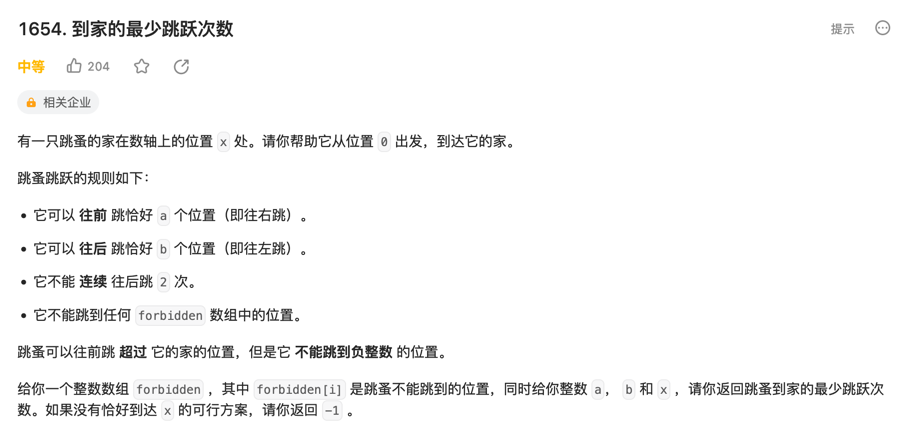 1654. 到家的最少跳跃次数
提示
中等 204
相关企业
有一只跳蚤的家在数轴上的位置 x 处。请你帮助它从位置 0 出发，到达它的家。
跳蚤跳跃的规则如下：
• 它可以 往前 跳恰好 a 个位置（即往右跳）。
• 它可以 往后 跳恰好 b 个位置（即往左跳）。
• 它不能 连续 往后跳 2 次。
• 它不能跳到任何 forbidden 数组中的位置。
跳蚤可以往前跳 超过 它的家的位置，但是它 不能跳到负整数 的位置。
给你一个整数数组 forbidden ，其中 forbidden[i] 是跳蚤不能跳到的位置，同时给你整数 a， b 和 x ，请你返回跳蚤到家的最少跳跃次
数。如果没有恰好到达 x 的可行方案，请你返回 -1 。